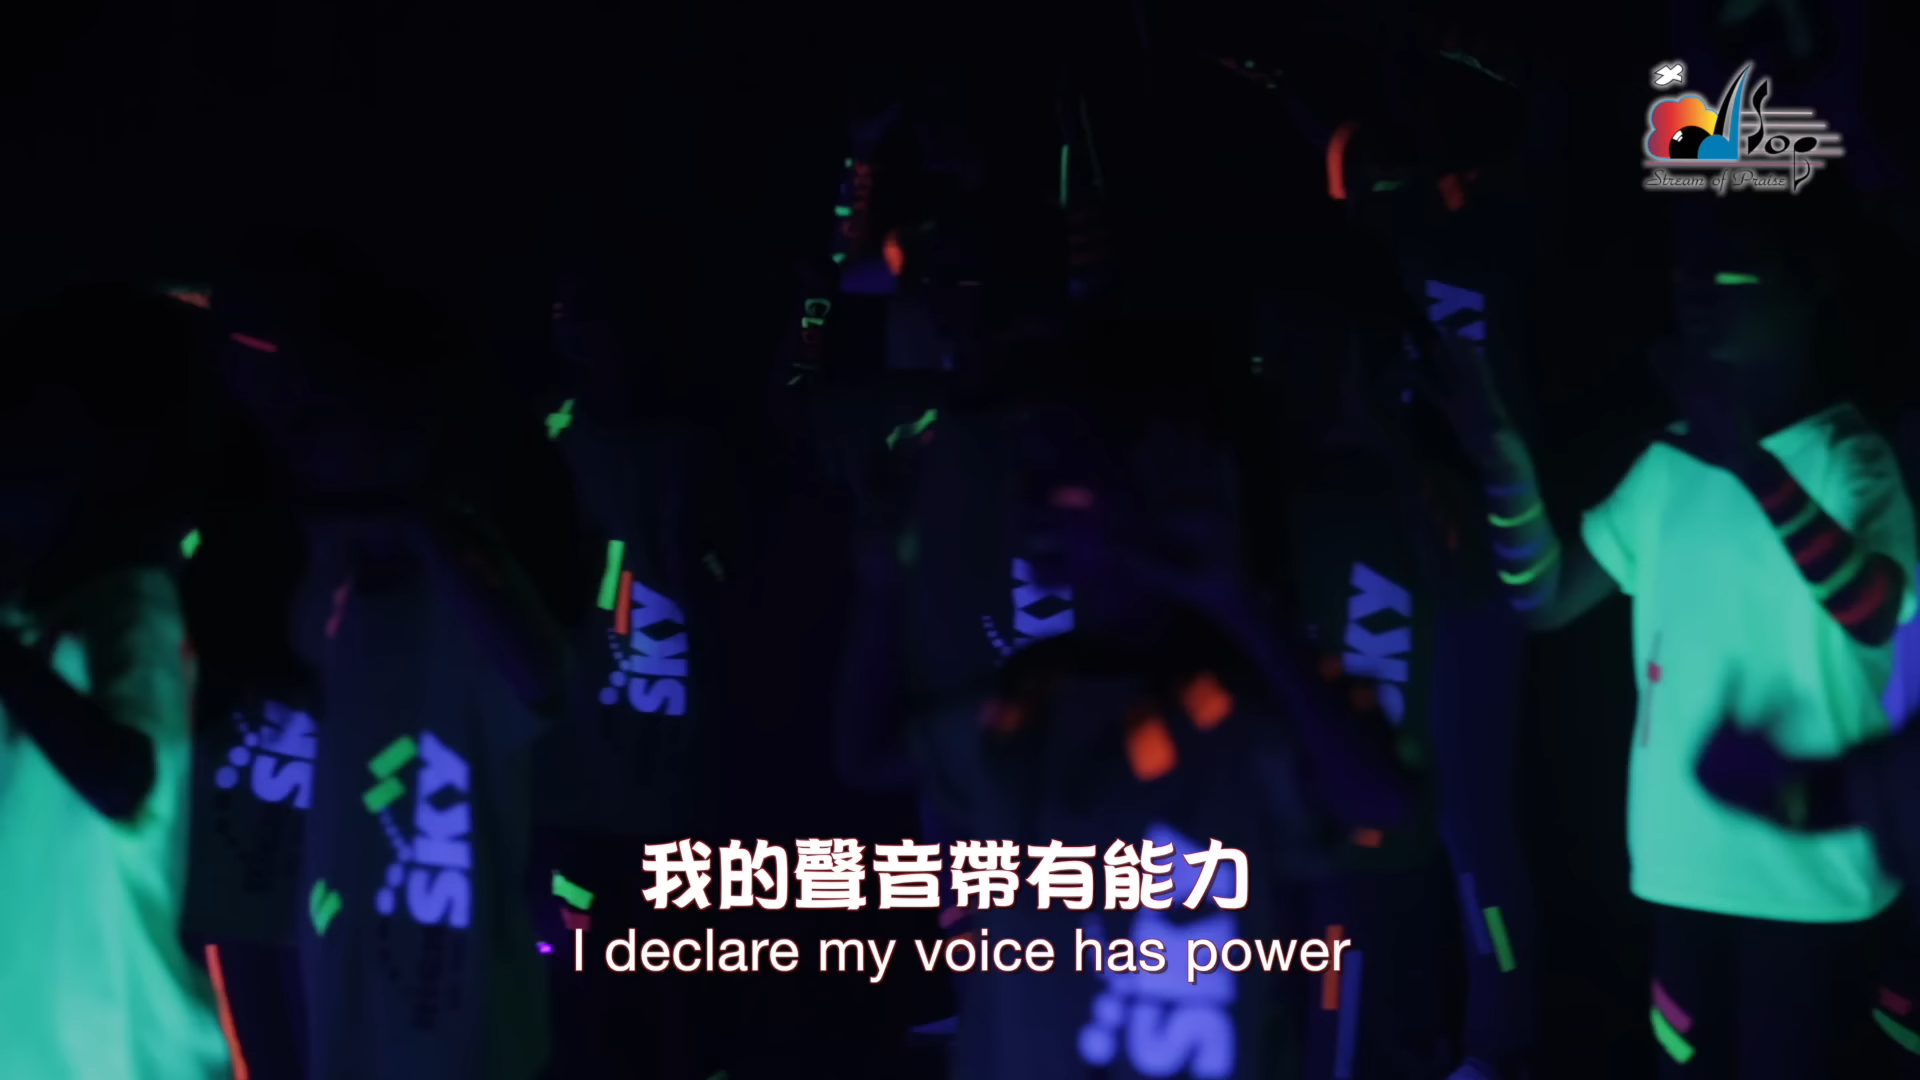 SOP
Stream of Praise
SKY
SKY
SKY
SKY
SKY
我的聲音帶有能力
I declare my voice has power